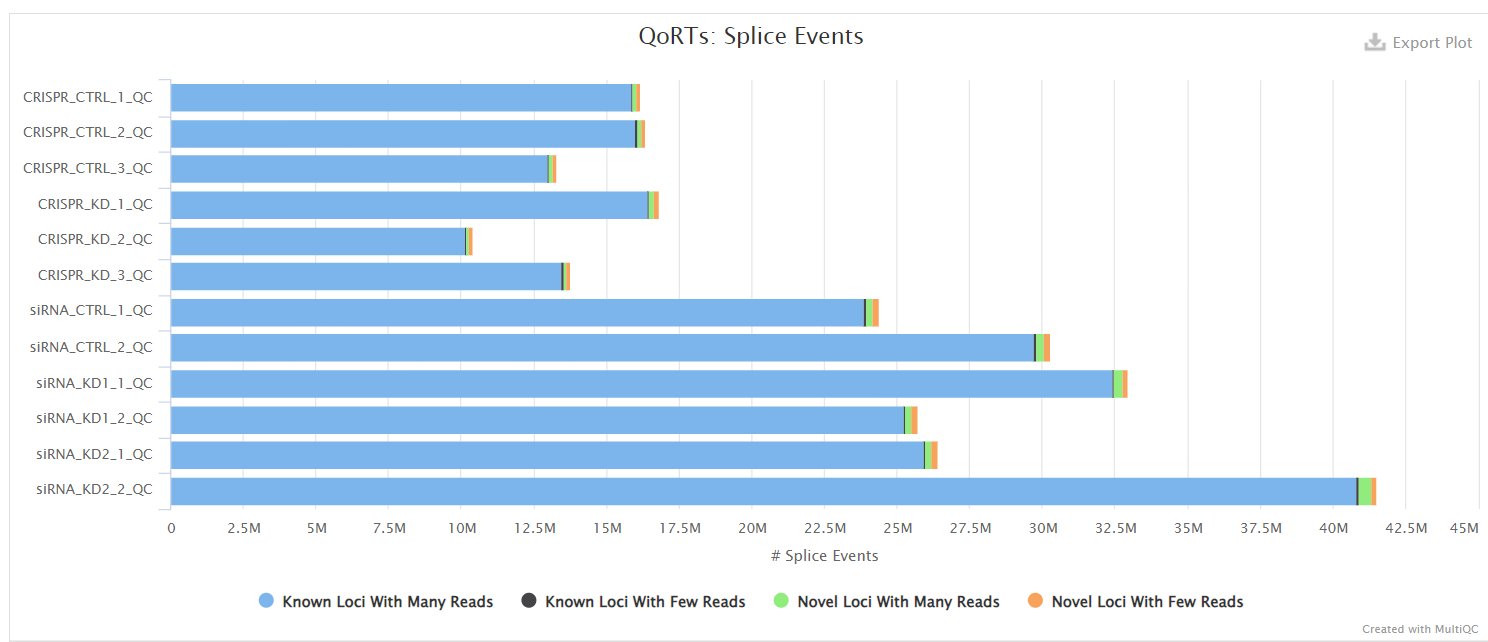 QoRTs: Splice Events
Export Plot
CRISPR_CTRL_1_QC
CRISPR_CTRL_2_QC
CRISPR_CTRL_3_QC
CRISPR_KD_1_QC
CRISPR_KD_2_QC
CRISPR_KD_3_QC
siRNA_CTRL_1_QC
siRNA_CTRL_2_QC
siRNA_KD1_1_QC
siRNA_KD1_2_QC
siRNA_KD2_1_QC
siRNA_KD2_2_QC
0 2.5M 5M 7.5M 10M 12.5M 15M 17.5M 20M 22.5M 25M 27.5M 30M 32.5M 35M 37.5M 40M 42.5M 45M
# Splice Events
Known Loci With Many Reads Known Loci With Few Reads Novel Loci With Many Reads Novel Loci With Few Reads
Created with MultiQC